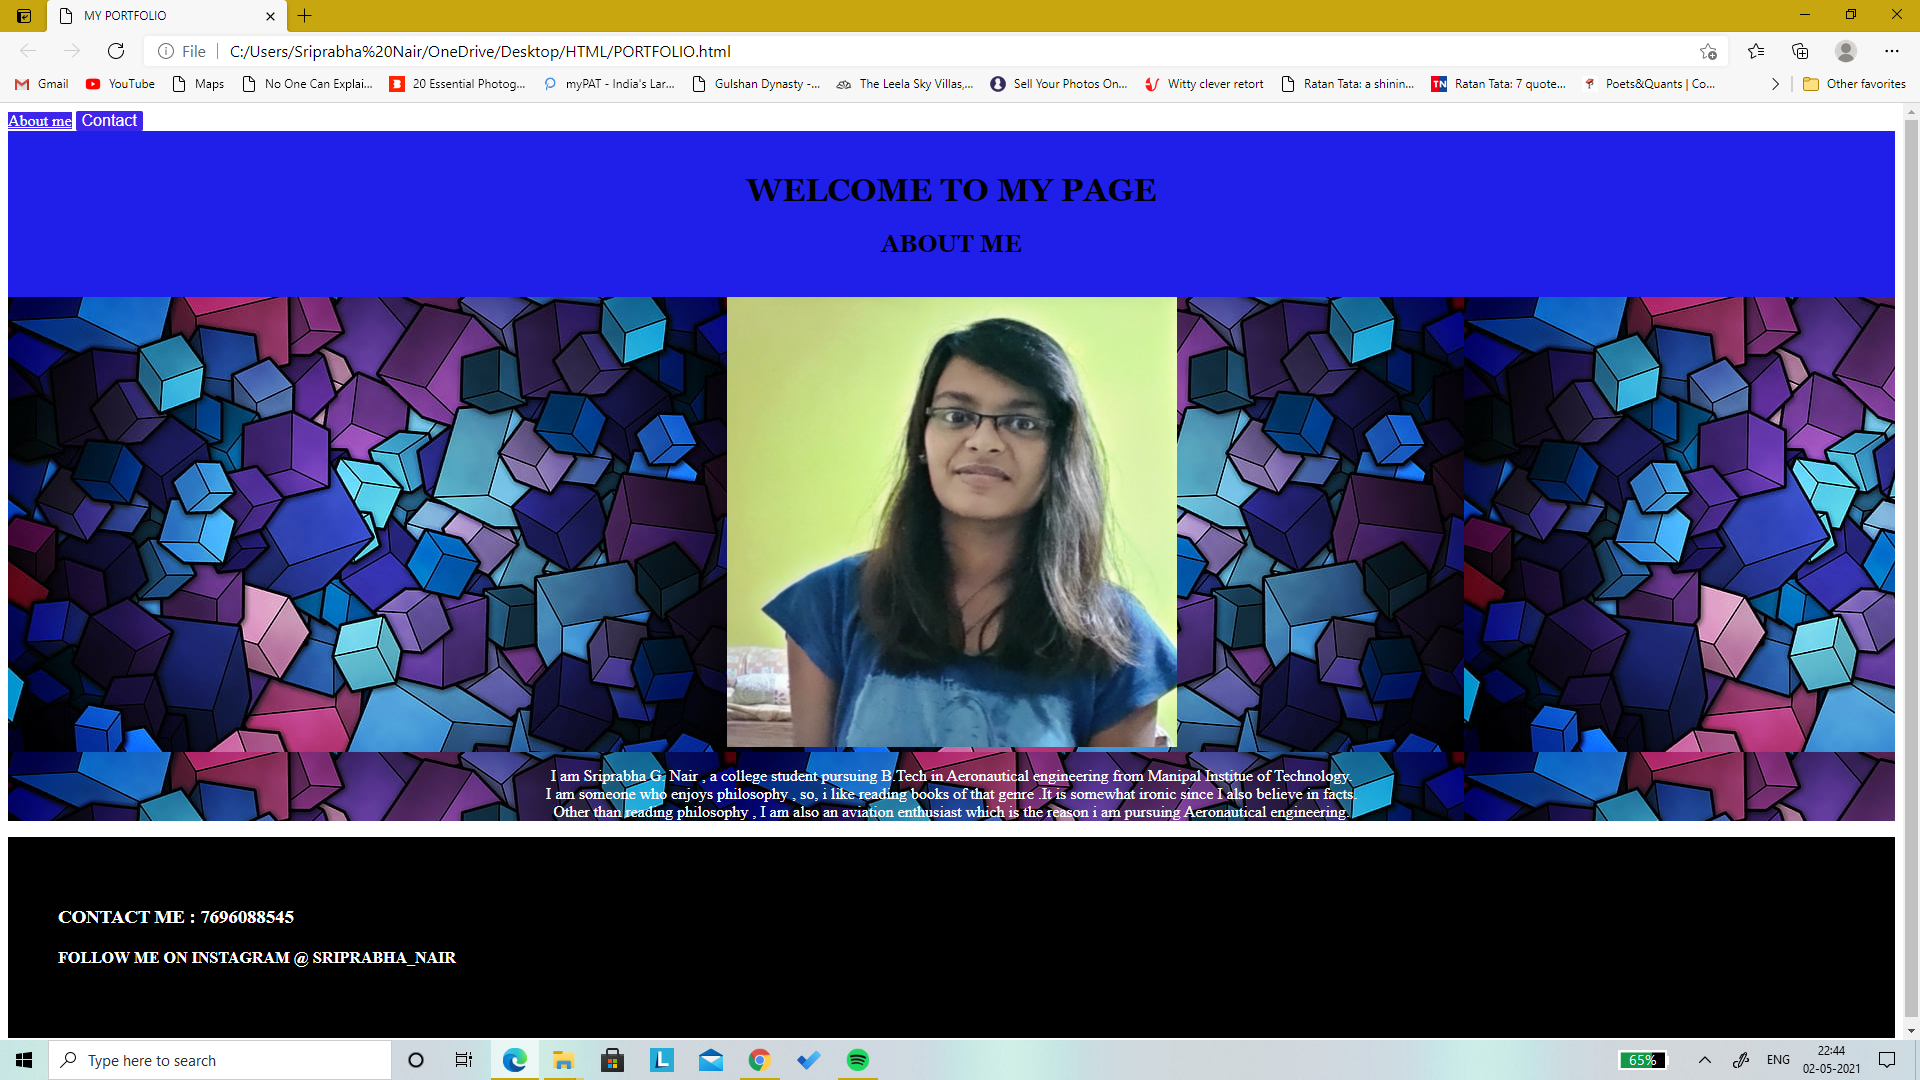 MY PORTFOLIO
File C:/Users/Sriprabha%20Nair/OneDrive/Desktop/HTML/PORTFOLIO.html
Gmail YouTube Maps No One Can Explai... 20 Essential Photog... myPAT - India's Lar... Gulshan Dynasty -... The Leela Sky Villas,... Sell Your Photos On... Witty clever retort Ratan Tata: a shinin... TN Ratan Tata: 7 quote... Poets&Quants | Co... Other favorites
About me Contact
WELCOME TO MY PAGE
ABOUT ME
I am Sriprabha G. Nair , a college student pursuing B.Tech in Aeronautical engineering from Manipal Institue of Technology.
I am someone who enjoys philosophy , so, i like reading books of that genre .It is somewhat ironic since I also believe in facts.
Other than reading philosophy , I am also an aviation enthusiast which is the reason i am pursuing Aeronautical engineering.
CONTACT ME : 7696088545
FOLLOW ME ON INSTAGRAM @ SRIPRABHA_NAIR
Type here to search
L
65%
ENG
22:44
02-05-2021